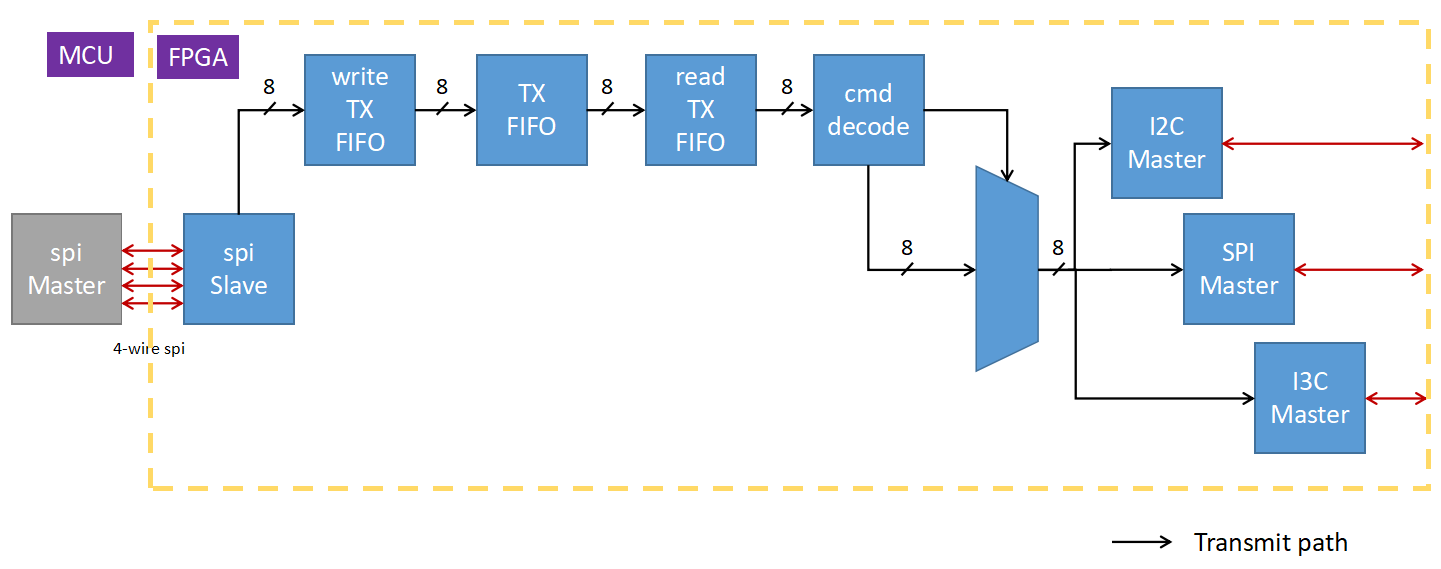 MCU
FPGA
8
write
TX
FIFO
8
TX
FIFO
8
read
TX
FIFO
8
cmd
decode
I2C
Master
spi
Master
spi
Slave
8
8
SPI
Master
4-wire spi
I3C
Master
Transmit path